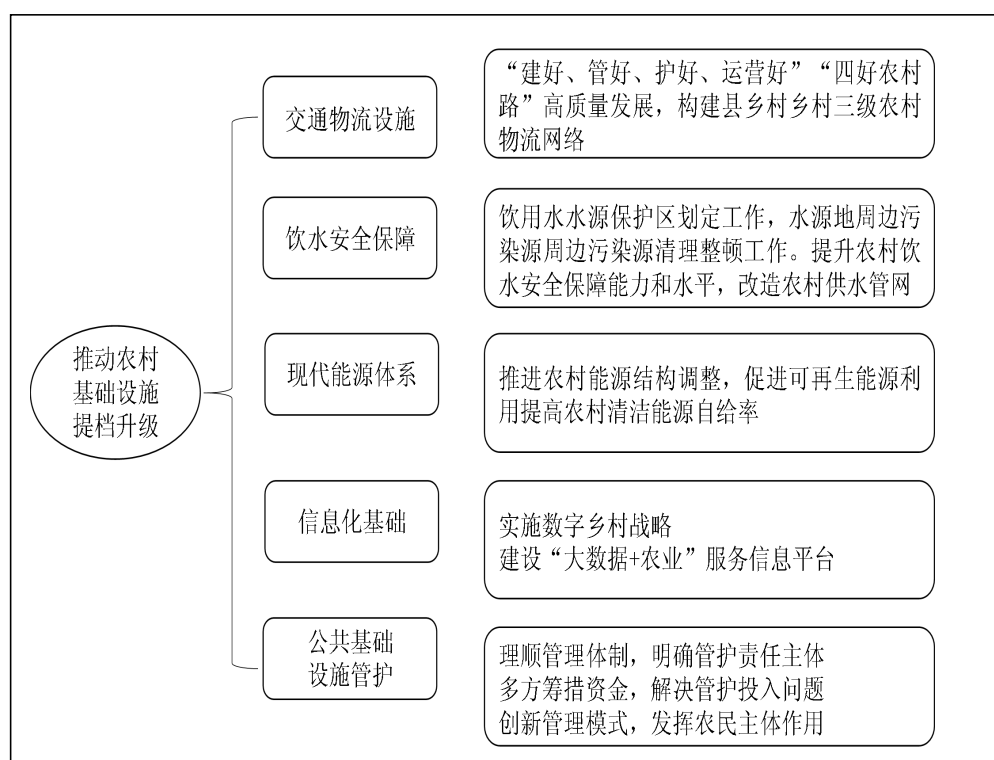 推动农村
基础设施
提档升级
交通物流设施
“建好、管好、护好、运营好”“四好农村
路”高质量发展，构建县乡村乡村三级农村
物流网络
饮水安全保障
饮用水水源保护区划定工作，水源地周边污
染源周边污染源清理整顿工作。提升农村饮
水安全保障能力和水平，改造农村供水管网
现代能源体系
推进农村能源结构调整，促进可再生能源利
用提高农村清洁能源自给率
信息化基础
实施数字乡村战略
建设“大数据+农业”服务信息平台
公共基础
设施管护
理顺管理体制，明确管护责任主体
多方筹措资金，解决管护投入问题
创新管理模式，发挥农民主体作用